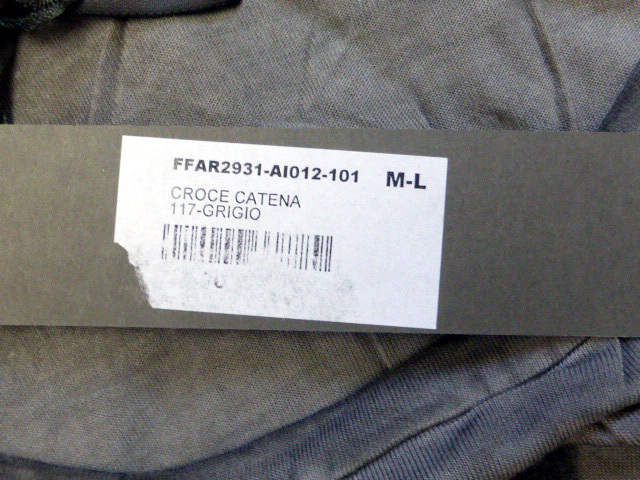 FFAR2931-AI012-101 M-L
CROCE CATENA
117-GRIGIO